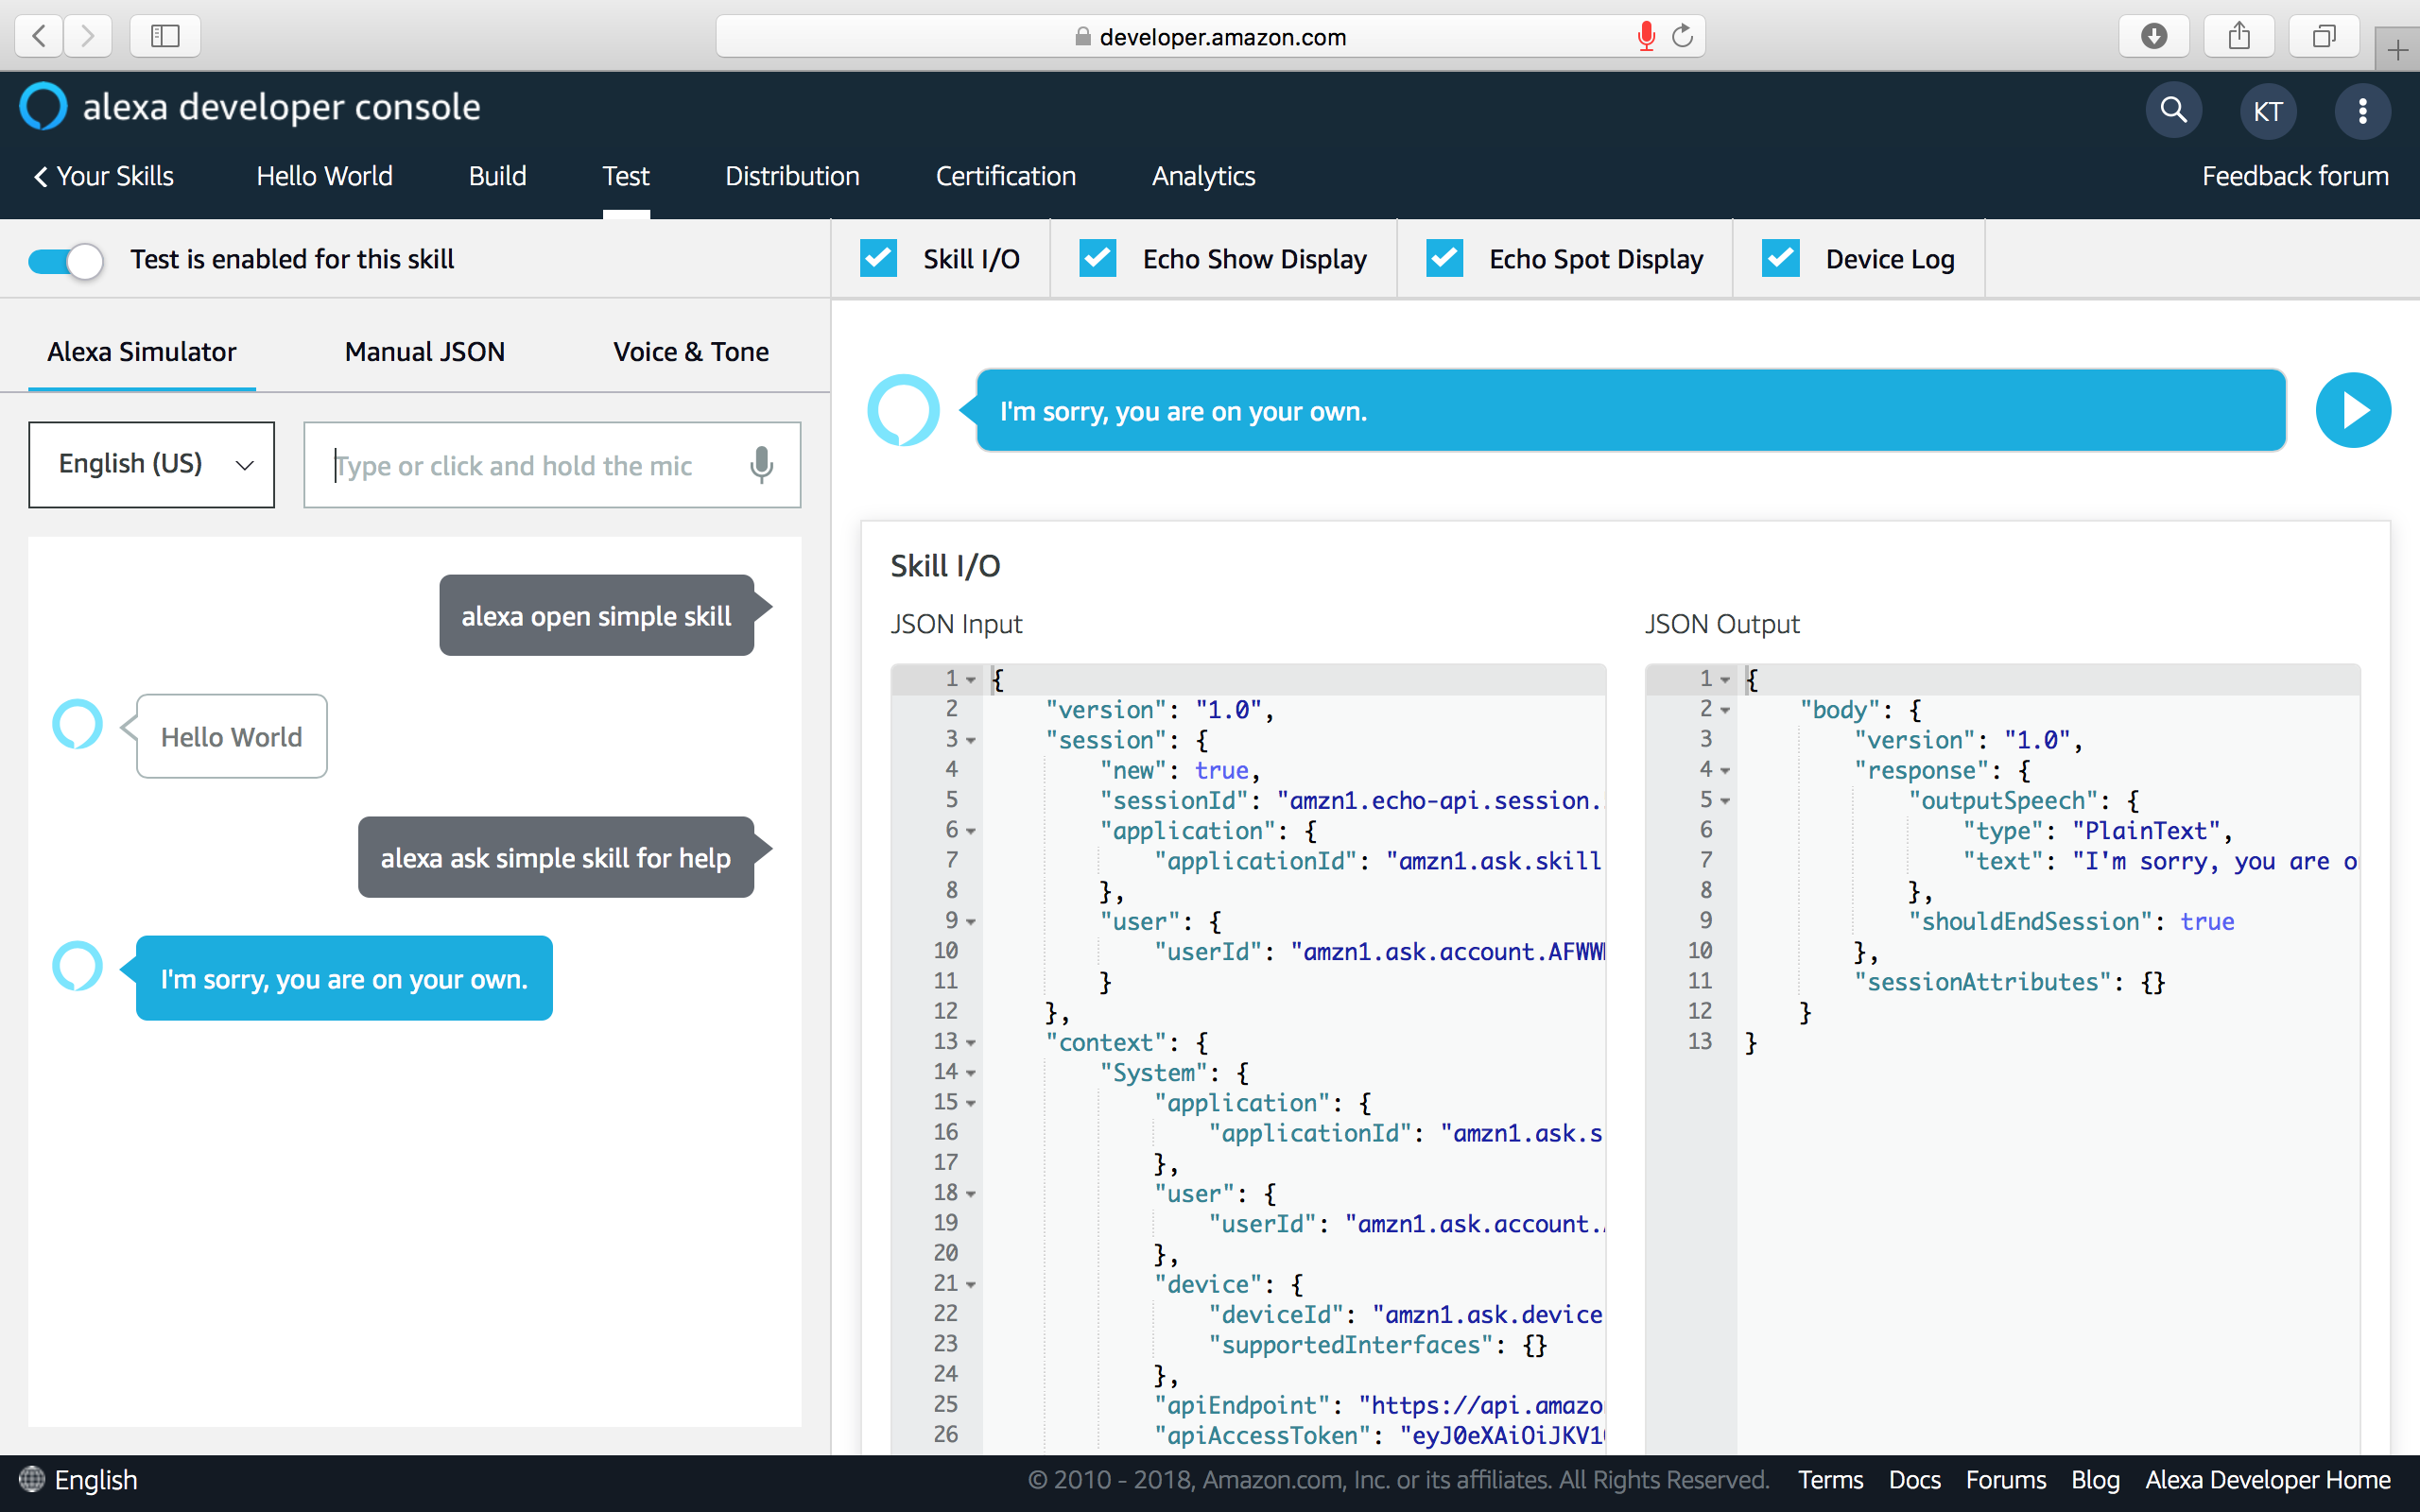 developer.amazon.com
alexa developer console
KT
Your Skills
Hello World
Build
Test
Distribution
Certification
Analytics
Feedback forum
Test is enabled for this skill
Skill I/O
Echo Show Display
Echo Spot Display
Device Log
Alexa Simulator
Manual JSON
Voice & Tone
English (US)
Type or click and hold the mic
alexa open simple skill
Hello World
alexa ask simple skill for help
I'm sorry, you are on your own.
I'm sorry, you are on your own.
Skill I/O
JSON Input
1 {
2 "version": "1.0",
3 "session": {
4 "new": true,
5 "sessionId": "amzn1.echo-api.session.
6 "application": {
7 "applicationId": "amzn1.ask.skill
8 },
9 "user": {
10 "userId": "amzn1.ask.account.AFWW
11 }
12 },
13 "context": {
14 "System": {
15 "application": {
16 "applicationId": "amzn1.ask.s
17 },
18 "user": {
19 "userId": "amzn1.ask.account.
20 },
21 "device": {
22 "deviceId": "amzn1.ask.device
23 "supportedInterfaces": {}
24 },
25 "apiEndpoint": "https://api.amazo
26 "apiAccessToken": "eyJ0eXAiOiJKV1
JSON Output
1 {
2 "body": {
3 "version": "1.0",
4 "response": {
5 "outputSpeech": {
6 "type": "PlainText",
7 "text": "I'm sorry, you are o
8 },
9 "shouldEndSession": true
10 },
11 "sessionAttributes": {}
12 }
13 }
English
© 2010 - 2018, Amazon.com, Inc. or its affiliates. All Rights Reserved.
Terms
Docs
Forums
Blog
Alexa Developer Home